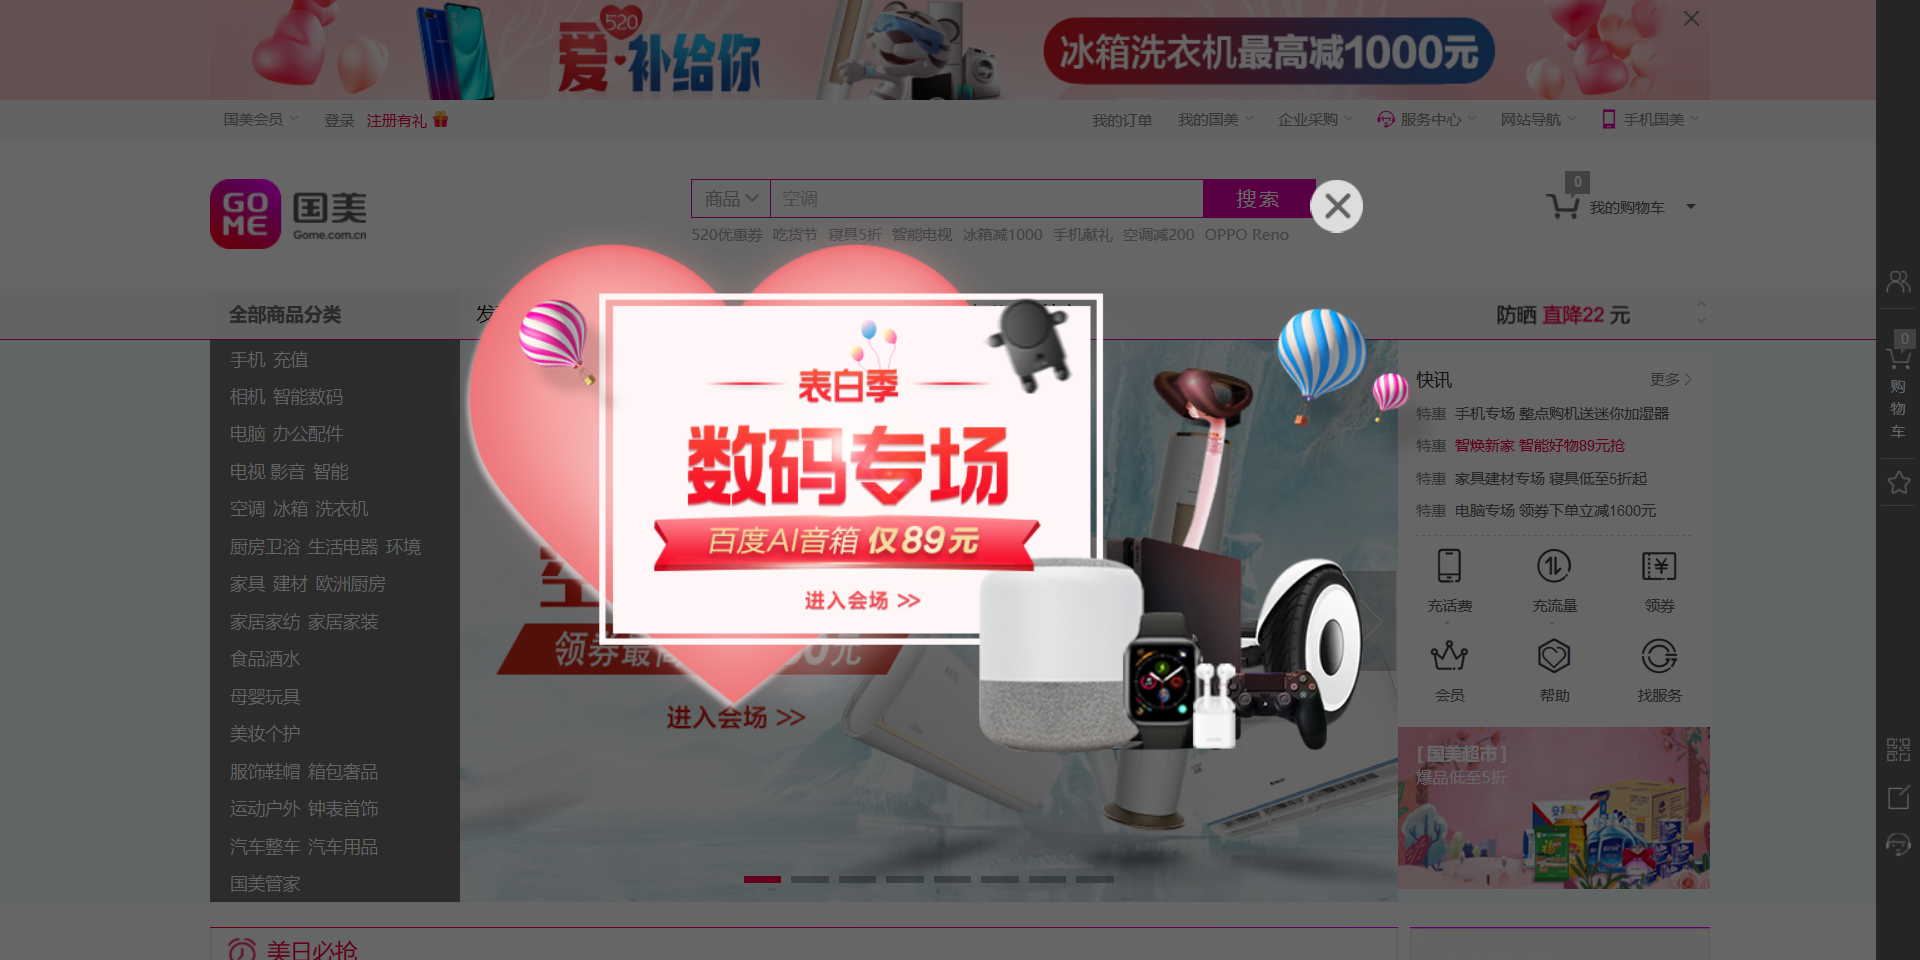 520
爱·补给你
冰箱洗衣机最高减1000元
国美会员 登录 注册有礼
我的订单 我的国美 企业采购 服务中心 网站导航 手机国美
GOME 国美
Gome.com.cn
商品 空调 搜索
520优惠券 吃货节 寝具5折 智能电视 冰箱减1000 手机献礼 空调减200 OPPO Reno
0
我的购物车
全部商品分类
防晒 直降22 元
手机 充值
相机 智能数码
电脑 办公配件
电视 影音 智能
空调 冰箱 洗衣机
厨房卫浴 生活电器 环境
家具 建材 欧洲厨房
家居家纺 家居家装
食品酒水
母婴玩具
美妆个护
服饰鞋帽 箱包奢品
运动户外 钟表首饰
汽车整车 汽车用品
国美管家
表白季
数码专场
百度AI音箱 仅89元
进入会场 >>
领券最高
进入会场 >>
快讯 更多
特惠 手机专场 整点购机送迷你加湿器
特惠 智焕新家 智能好物89元抢
特惠 家具建材专场 寝具低至5折起
特惠 电脑专场 领券下单立减1600元
充话费 充流量 领券
会员 帮助 找服务
[ 国美超市 ]
爆品低至5折
0
购物车
美日必抢